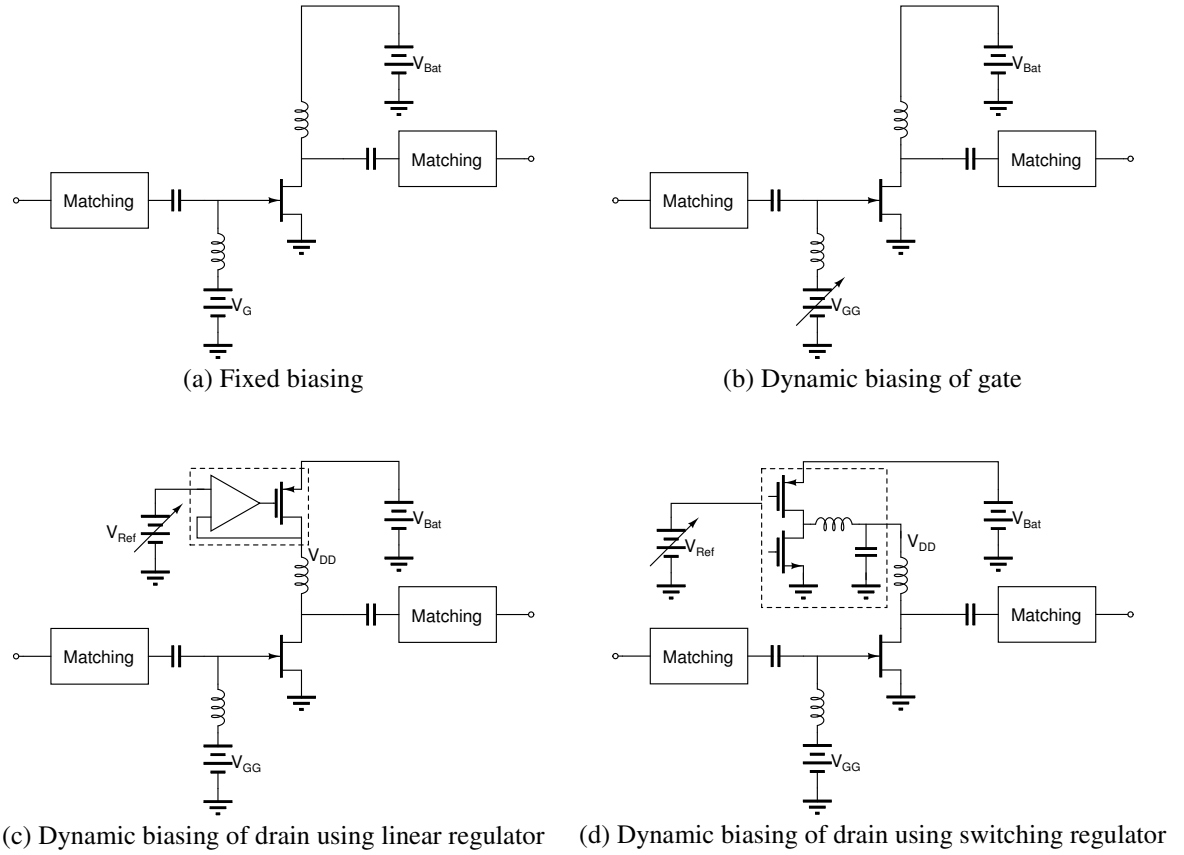 V_Bat
Matching
Matching
V_G
(a) Fixed biasing
V_Bat
Matching
Matching
V_GG
(b) Dynamic biasing of gate
V_Ref
V_Bat
V_DD
Matching
Matching
V_GG
(c) Dynamic biasing of drain using linear regulator
V_Ref
V_Bat
V_DD
Matching
Matching
V_GG
(d) Dynamic biasing of drain using switching regulator